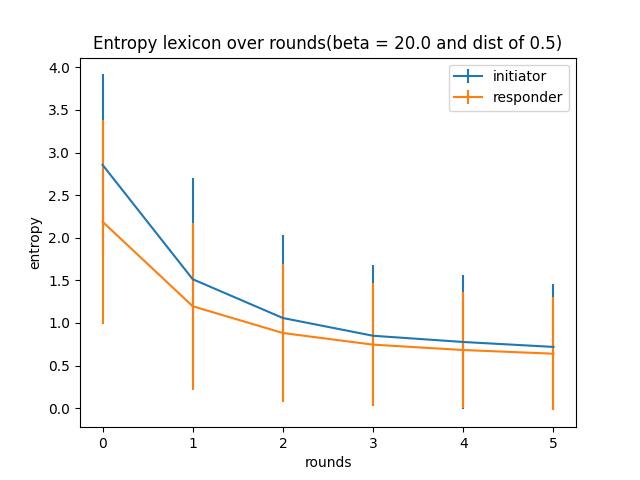 Entropy lexicon over rounds(beta = 20.0 and dist of 0.5)
initiator
responder
4.0
3.5
3.0
2.5
2.0
1.5
1.0
0.5
0.0
entropy
0 1 2 3 4 5
rounds